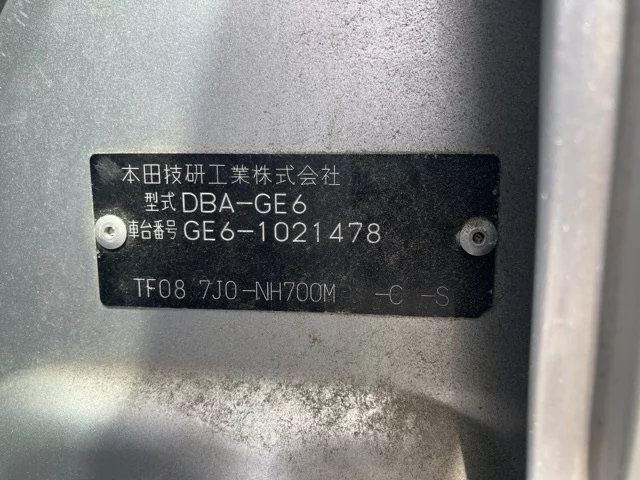 本田技研工業株式会社
型式 DBA-GE6
車台番号 GE6-1021478
TF08 7J0-NH700M -C -S